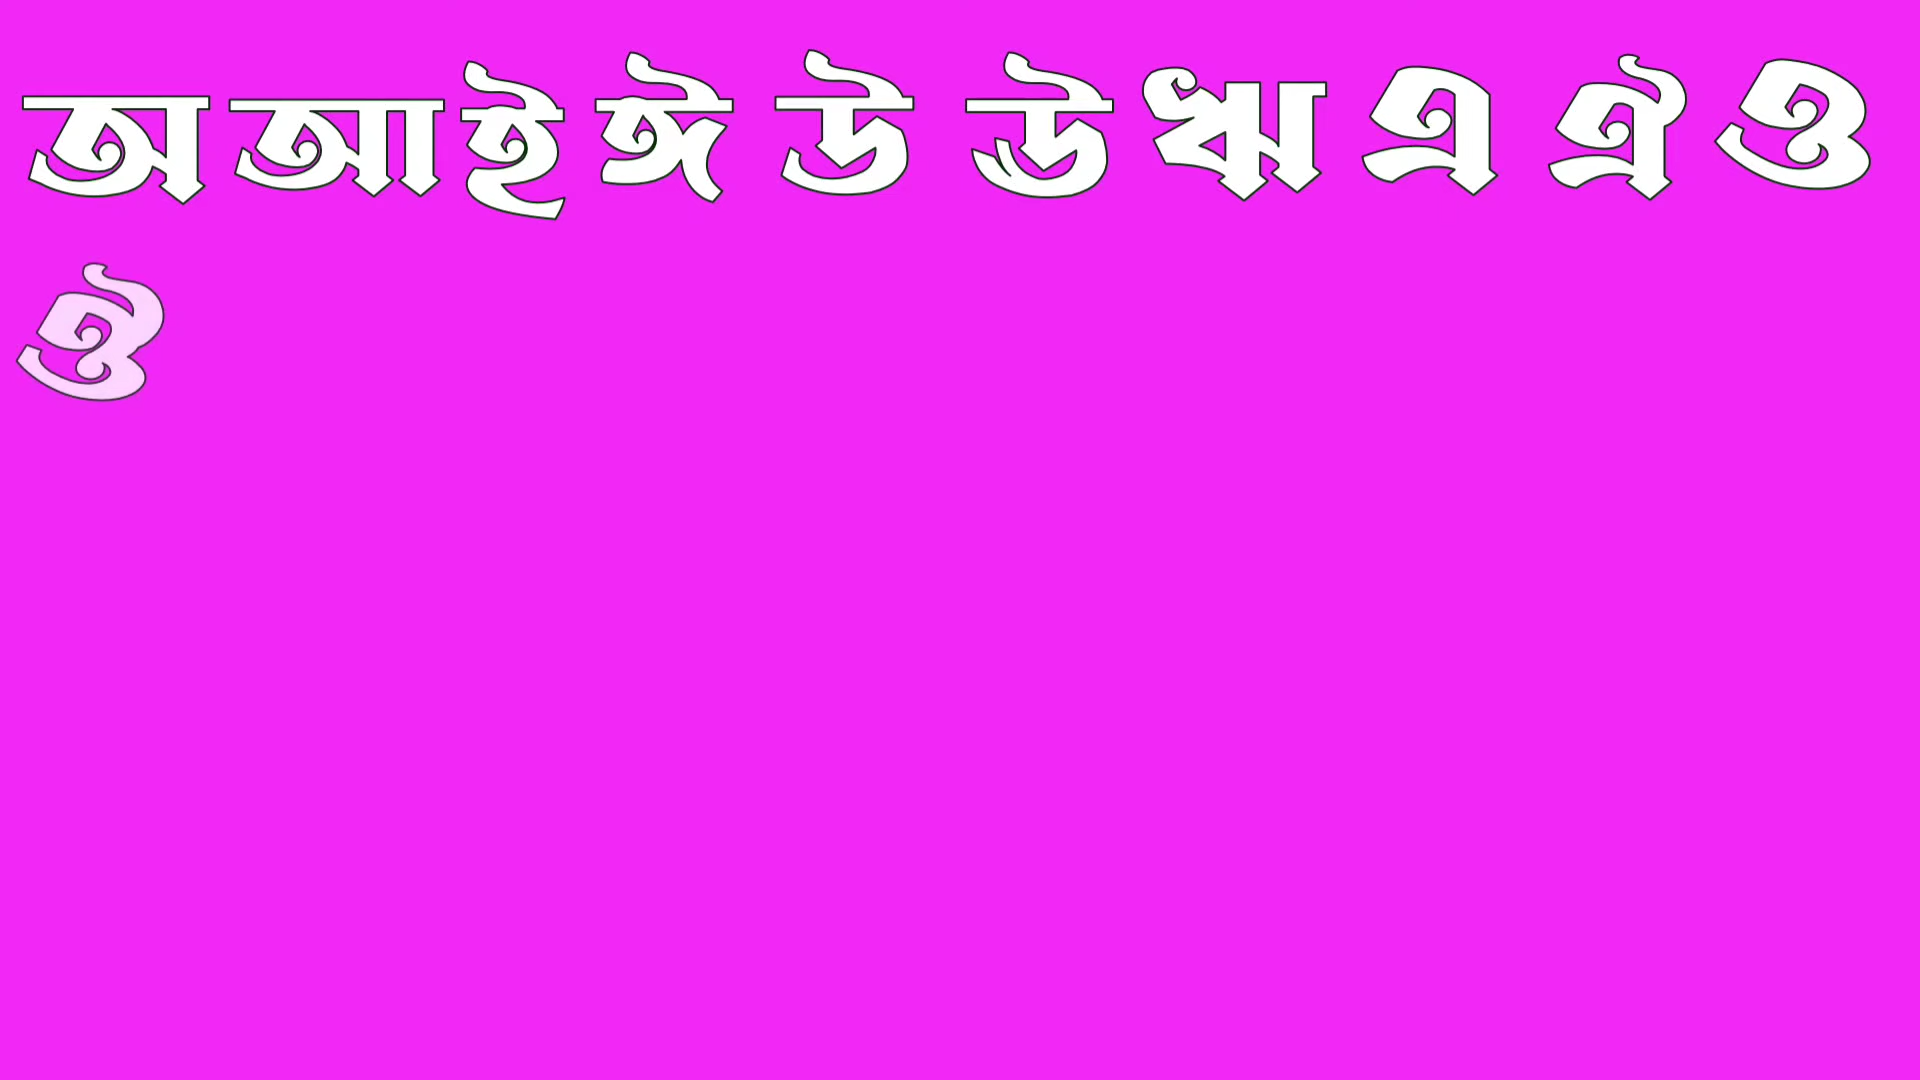 অ আ ই ঈ উ ঊ ঋ এ ঐ ও
ঔ